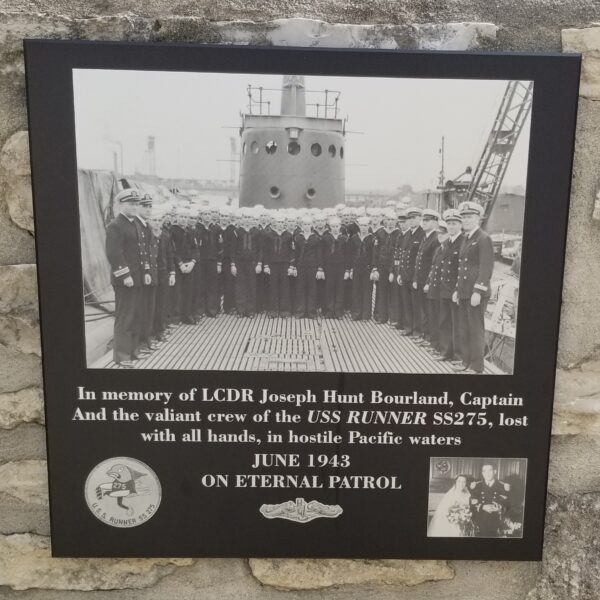 In memory of LCDR Joseph Hunt Bourland, Captain
And the valiant crew of the USS RUNNER SS275, lost
with all hands, in hostile Pacific waters
JUNE 1943
ON ETERNAL PATROL
275
U.S.S. RUNNER SS 275